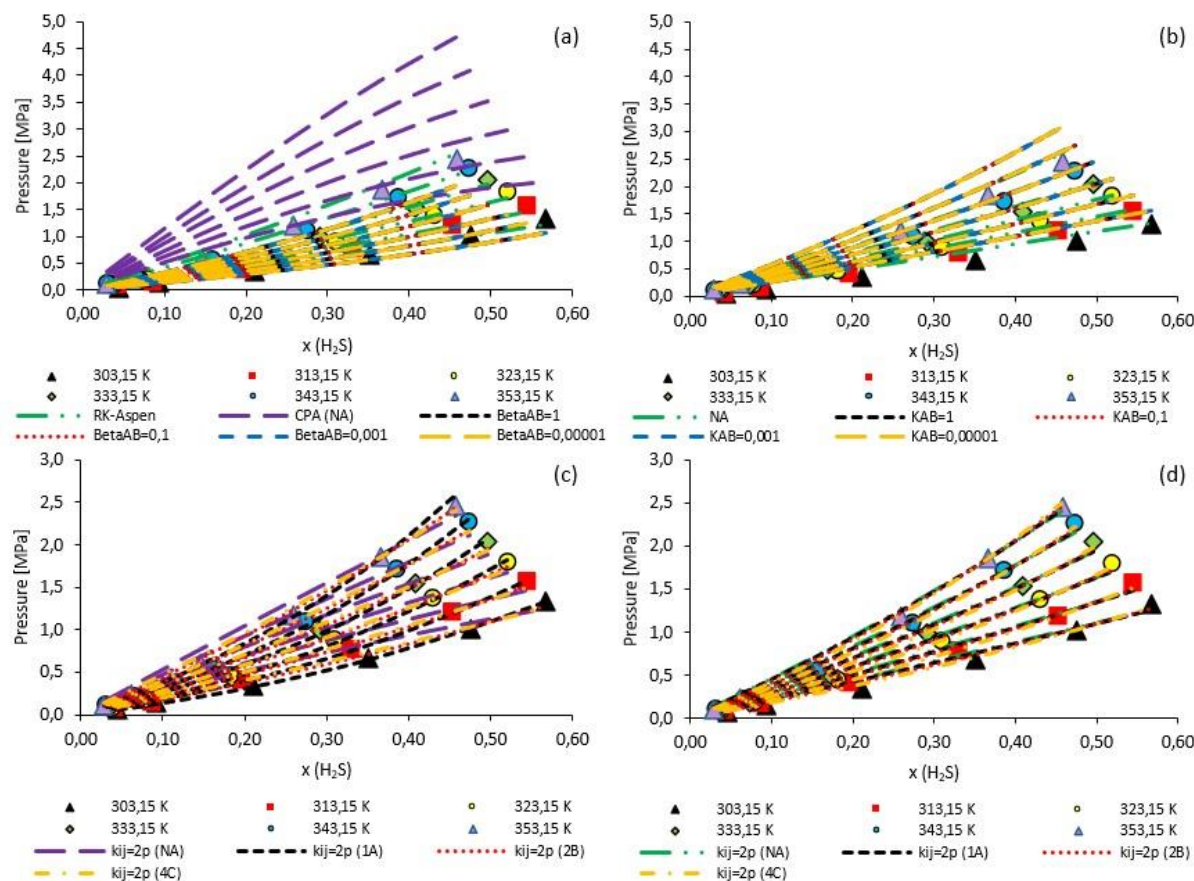 (a)
5,0
4,5
4,0
3,5
3,0
2,5
2,0
1,5
1,0
0,5
0,0
Pressure [MPa]
0,00 0,10 0,20 0,30 0,40 0,50 0,60
x (H₂S)
303,15 K 313,15 K 323,15 K
333,15 K 343,15 K 353,15 K
RK-Aspen CPA (NA) BetaAB=1
BetaAB=0,1 BetaAB=0,001 BetaAB=0,00001
(b)
5,0
4,5
4,0
3,5
3,0
2,5
2,0
1,5
1,0
0,5
0,0
Pressure [MPa]
0,00 0,10 0,20 0,30 0,40 0,50 0,60
x (H₂S)
303,15 K 313,15 K 323,15 K
333,15 K 343,15 K 353,15 K
NA KAB=1 KAB=0,1
KAB=0,001 KAB=0,00001
(c)
3,0
2,5
2,0
1,5
1,0
0,5
0,0
Pressure [MPa]
0,00 0,10 0,20 0,30 0,40 0,50 0,60
x (H₂S)
303,15 K 313,15 K 323,15 K
333,15 K 343,15 K 353,15 K
kij=2p (NA) kij=2p (1A) kij=2p (2B)
kij=2p (4C)
(d)
3,0
2,5
2,0
1,5
1,0
0,5
0,0
Pressure [MPa]
0,00 0,10 0,20 0,30 0,40 0,50 0,60
x (H₂S)
303,15 K 313,15 K 323,15 K
333,15 K 343,15 K 353,15 K
kij=2p (NA) kij=2p (1A) kij=2p (2B)
kij=2p (4C)